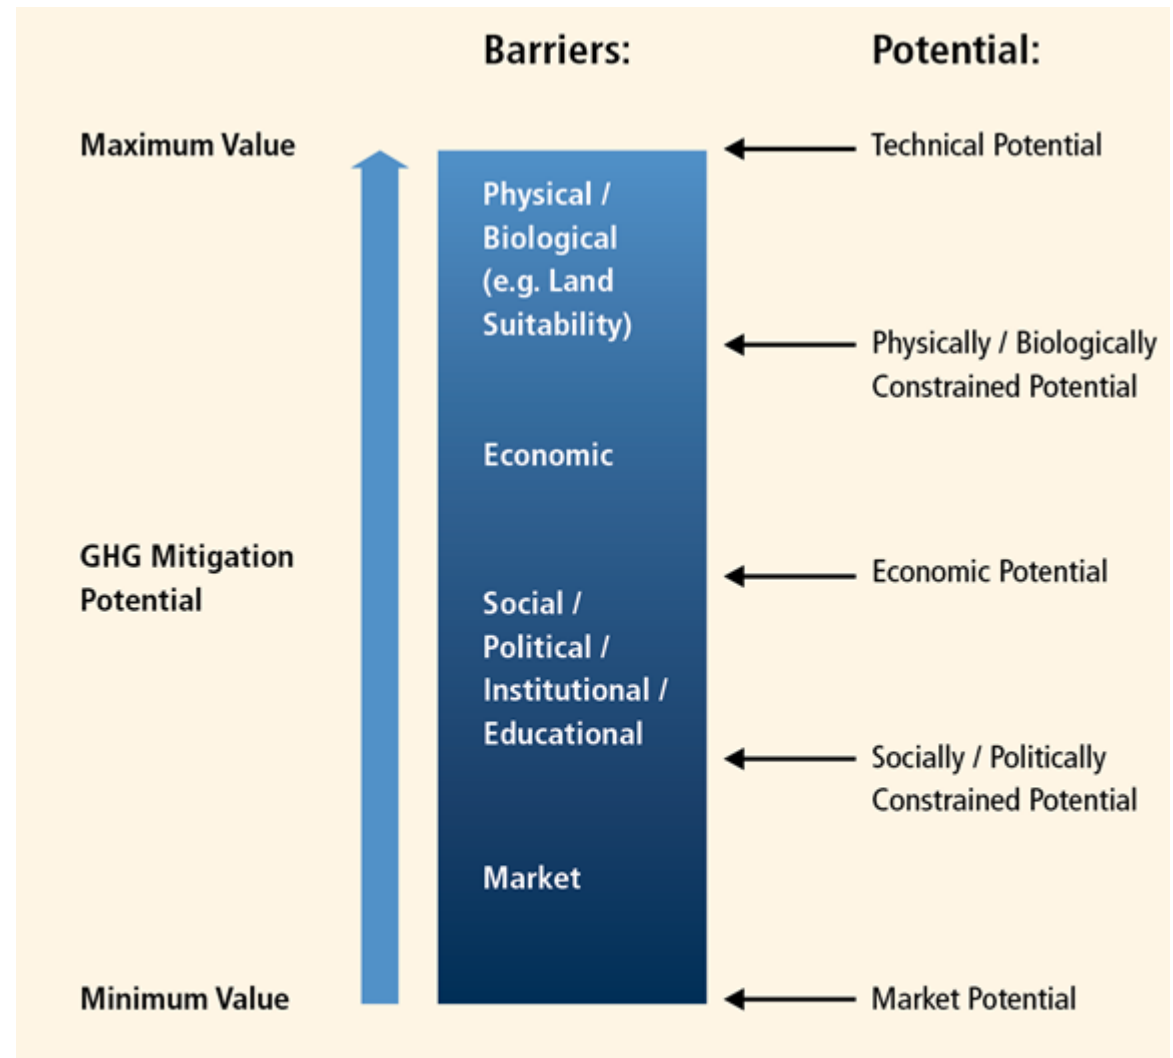 Barriers:
Potential:
Maximum Value
Technical Potential
Physical /
Biological
(e.g. Land
Suitability)
Physically / Biologically
Constrained Potential
Economic
GHG Mitigation
Potential
Economic Potential
Social /
Political /
Institutional /
Educational
Socially / Politically
Constrained Potential
Market
Minimum Value
Market Potential